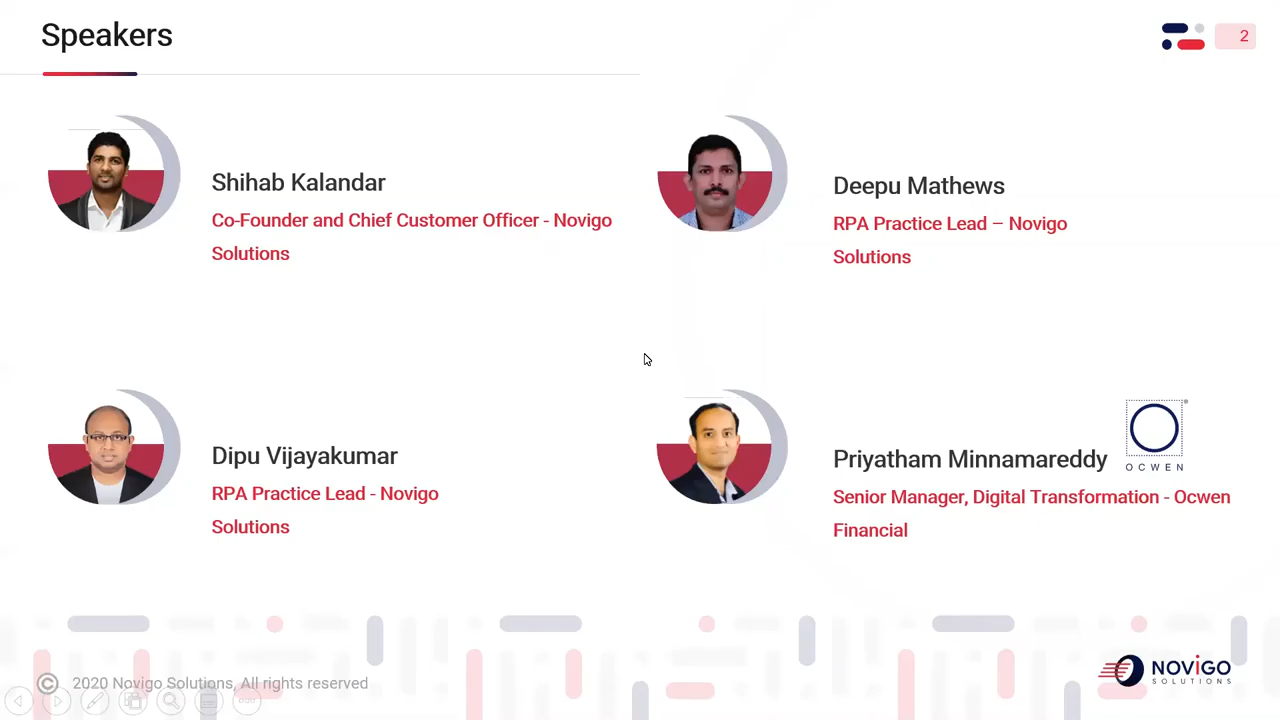 Speakers
2
Shihab Kalandar
Co-Founder and Chief Customer Officer - Novigo
Solutions
Deepu Mathews
RPA Practice Lead – Novigo
Solutions
Dipu Vijayakumar
RPA Practice Lead - Novigo
Solutions
OCWEN
Priyatham Minnamareddy
Senior Manager, Digital Transformation - Ocwen
Financial
© 2020 Novigo Solutions, All rights reserved
NOVIGO
SOLUTIONS